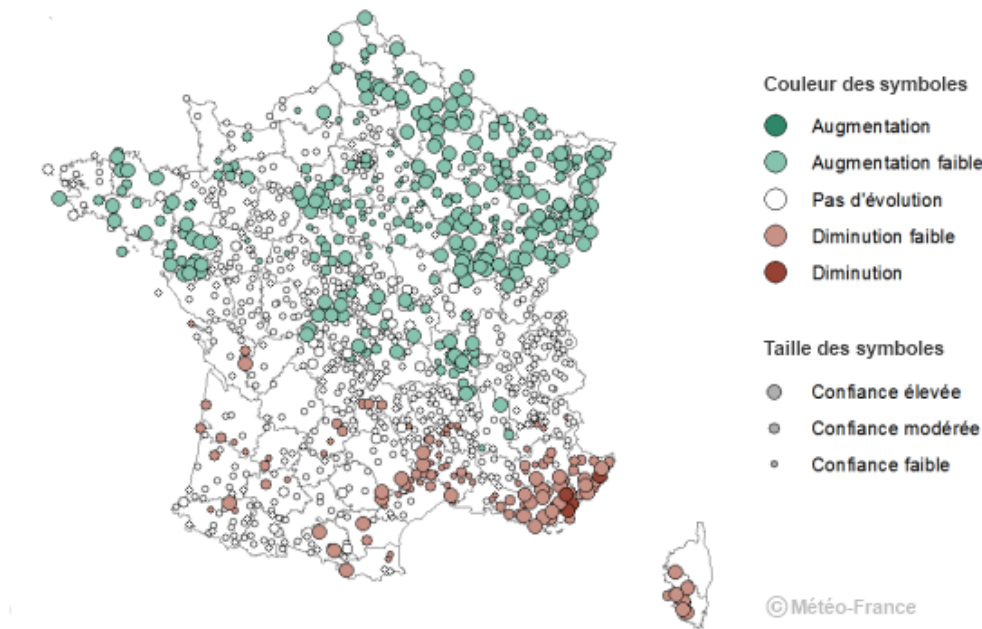 Couleur des symboles
Augmentation
Augmentation faible
Pas d'évolution
Diminution faible
Diminution
Taille des symboles
Confiance élevée
Confiance modérée
Confiance faible
© Météo-France